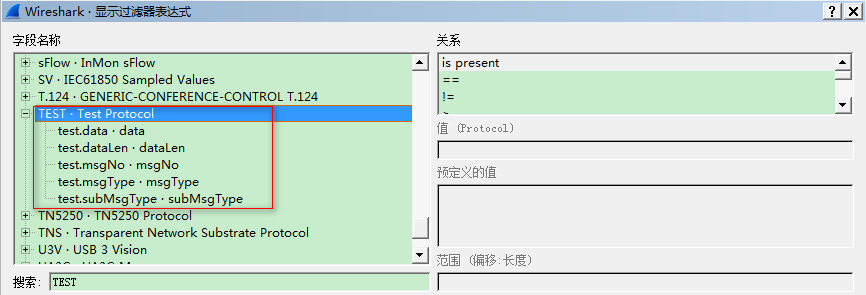 Wireshark · 显示过滤器表达式
字段名称
sFlow · InMon sFlow
SV · IEC61850 Sampled Values
T.124 · GENERIC-CONFERENCE-CONTROL T.124
TEST · Test Protocol
test.data · data
test.dataLen · dataLen
test.msgNo · msgNo
test.msgType · msgType
test.subMsgType · subMsgType
TN5250 · TN5250 Protocol
TNS · Transparent Network Substrate Protocol
U3V · USB 3 Vision
搜索: TEST
关系
is present
==
!=
值 (Protocol)
预定义的值
范围 (偏移:长度)